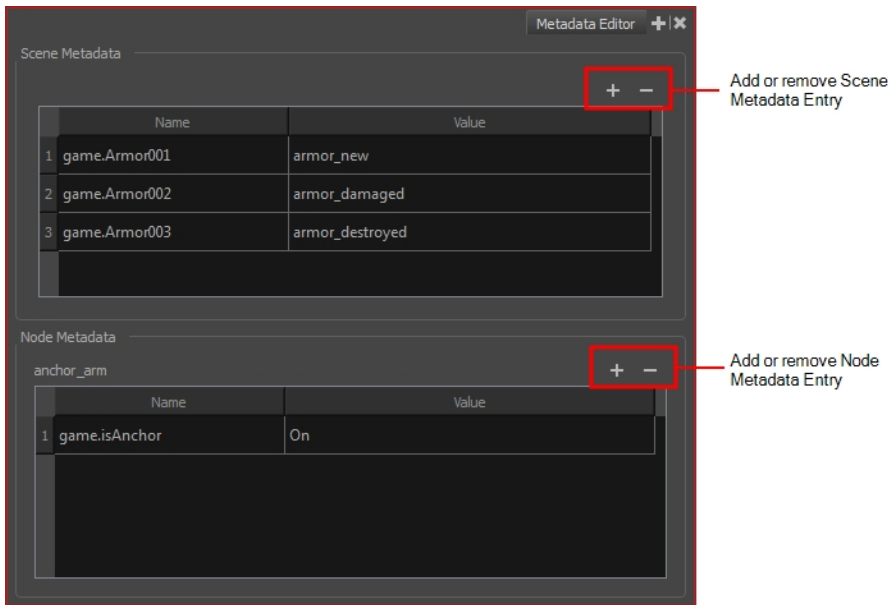 Metadata Editor
Scene Metadata
Add or remove Scene
Metadata Entry
Name Value
1 game.Armor001 armor_new
2 game.Armor002 armor_damaged
3 game.Armor003 armor_destroyed
Node Metadata
Add or remove Node
Metadata Entry
anchor_arm
Name Value
1 game.isAnchor On